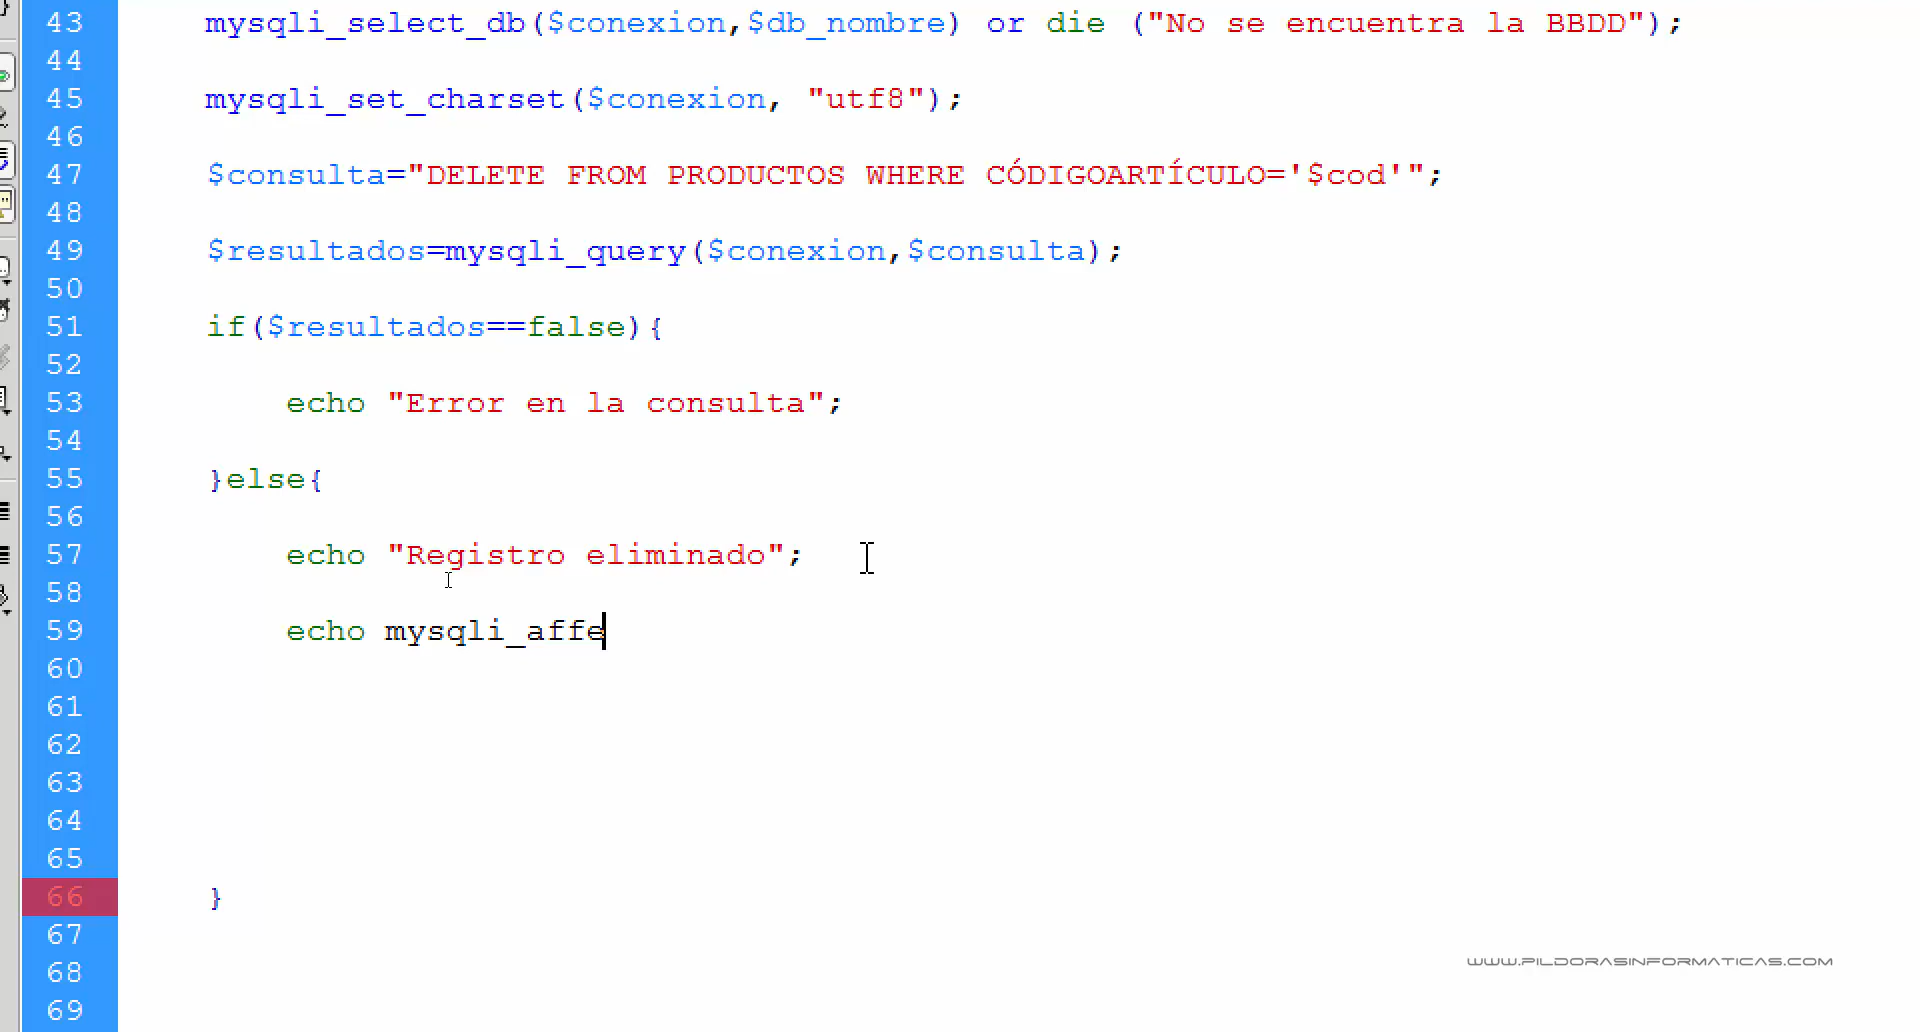 43 mysqli_select_db($conexion,$db_nombre) or die ("No se encuentra la BBDD");
44
45 mysqli_set_charset($conexion, "utf8");
46
47 $consulta="DELETE FROM PRODUCTOS WHERE CÓDIGOARTÍCULO='$cod'";
48
49 $resultados=mysqli_query($conexion,$consulta);
50
51 if($resultados==false){
52
53 echo "Error en la consulta";
54
55 }else{
56
57 echo "Registro eliminado";
58
59 echo mysqli_affe
60
61
62
63
64
65
66 }
67
68
69
WWW.PILDORASINFORMATICAS.COM